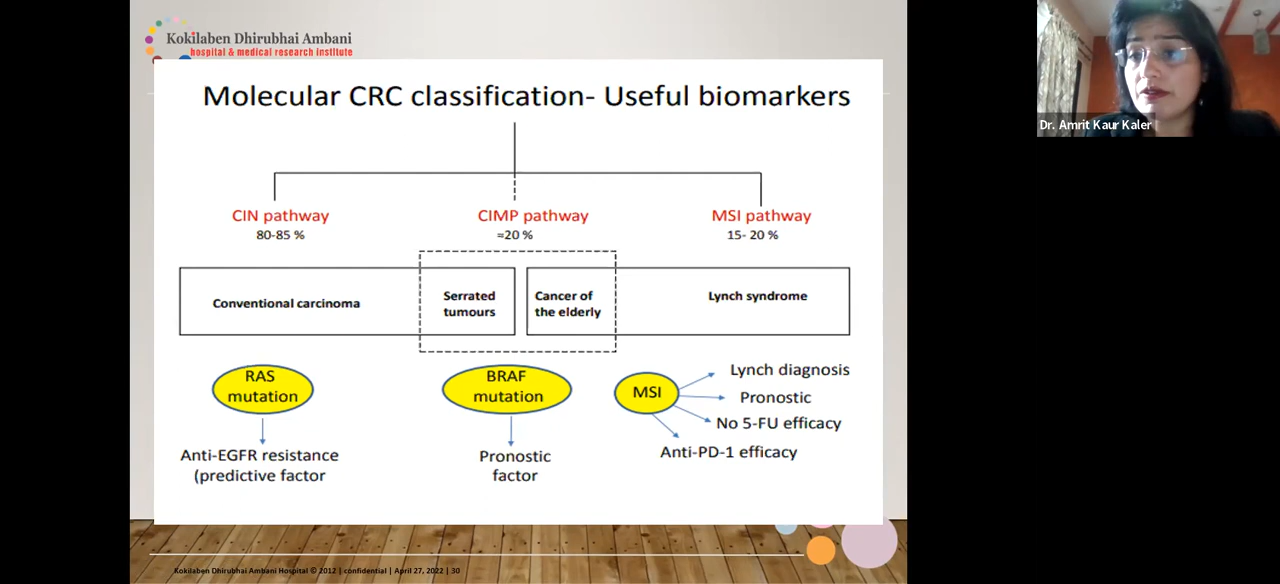 Kokilaben Dhirubhai Ambani
hospital & medical research institute
Dr. Amrit Kaur Kaler
Molecular CRC classification- Useful biomarkers
CIN pathway
80-85 %
CIMP pathway
≈20 %
MSI pathway
15- 20 %
Conventional carcinoma
Serrated
tumours
Cancer of
the elderly
Lynch syndrome
RAS
mutation
BRAF
mutation
MSI
Lynch diagnosis
Pronostic
No 5-FU efficacy
Anti-PD-1 efficacy
Anti-EGFR resistance
(predictive factor
Pronostic
factor
Kokilaben Dhirubhai Ambani Hospital © 2012 | confidential | April 27, 2022 | 30